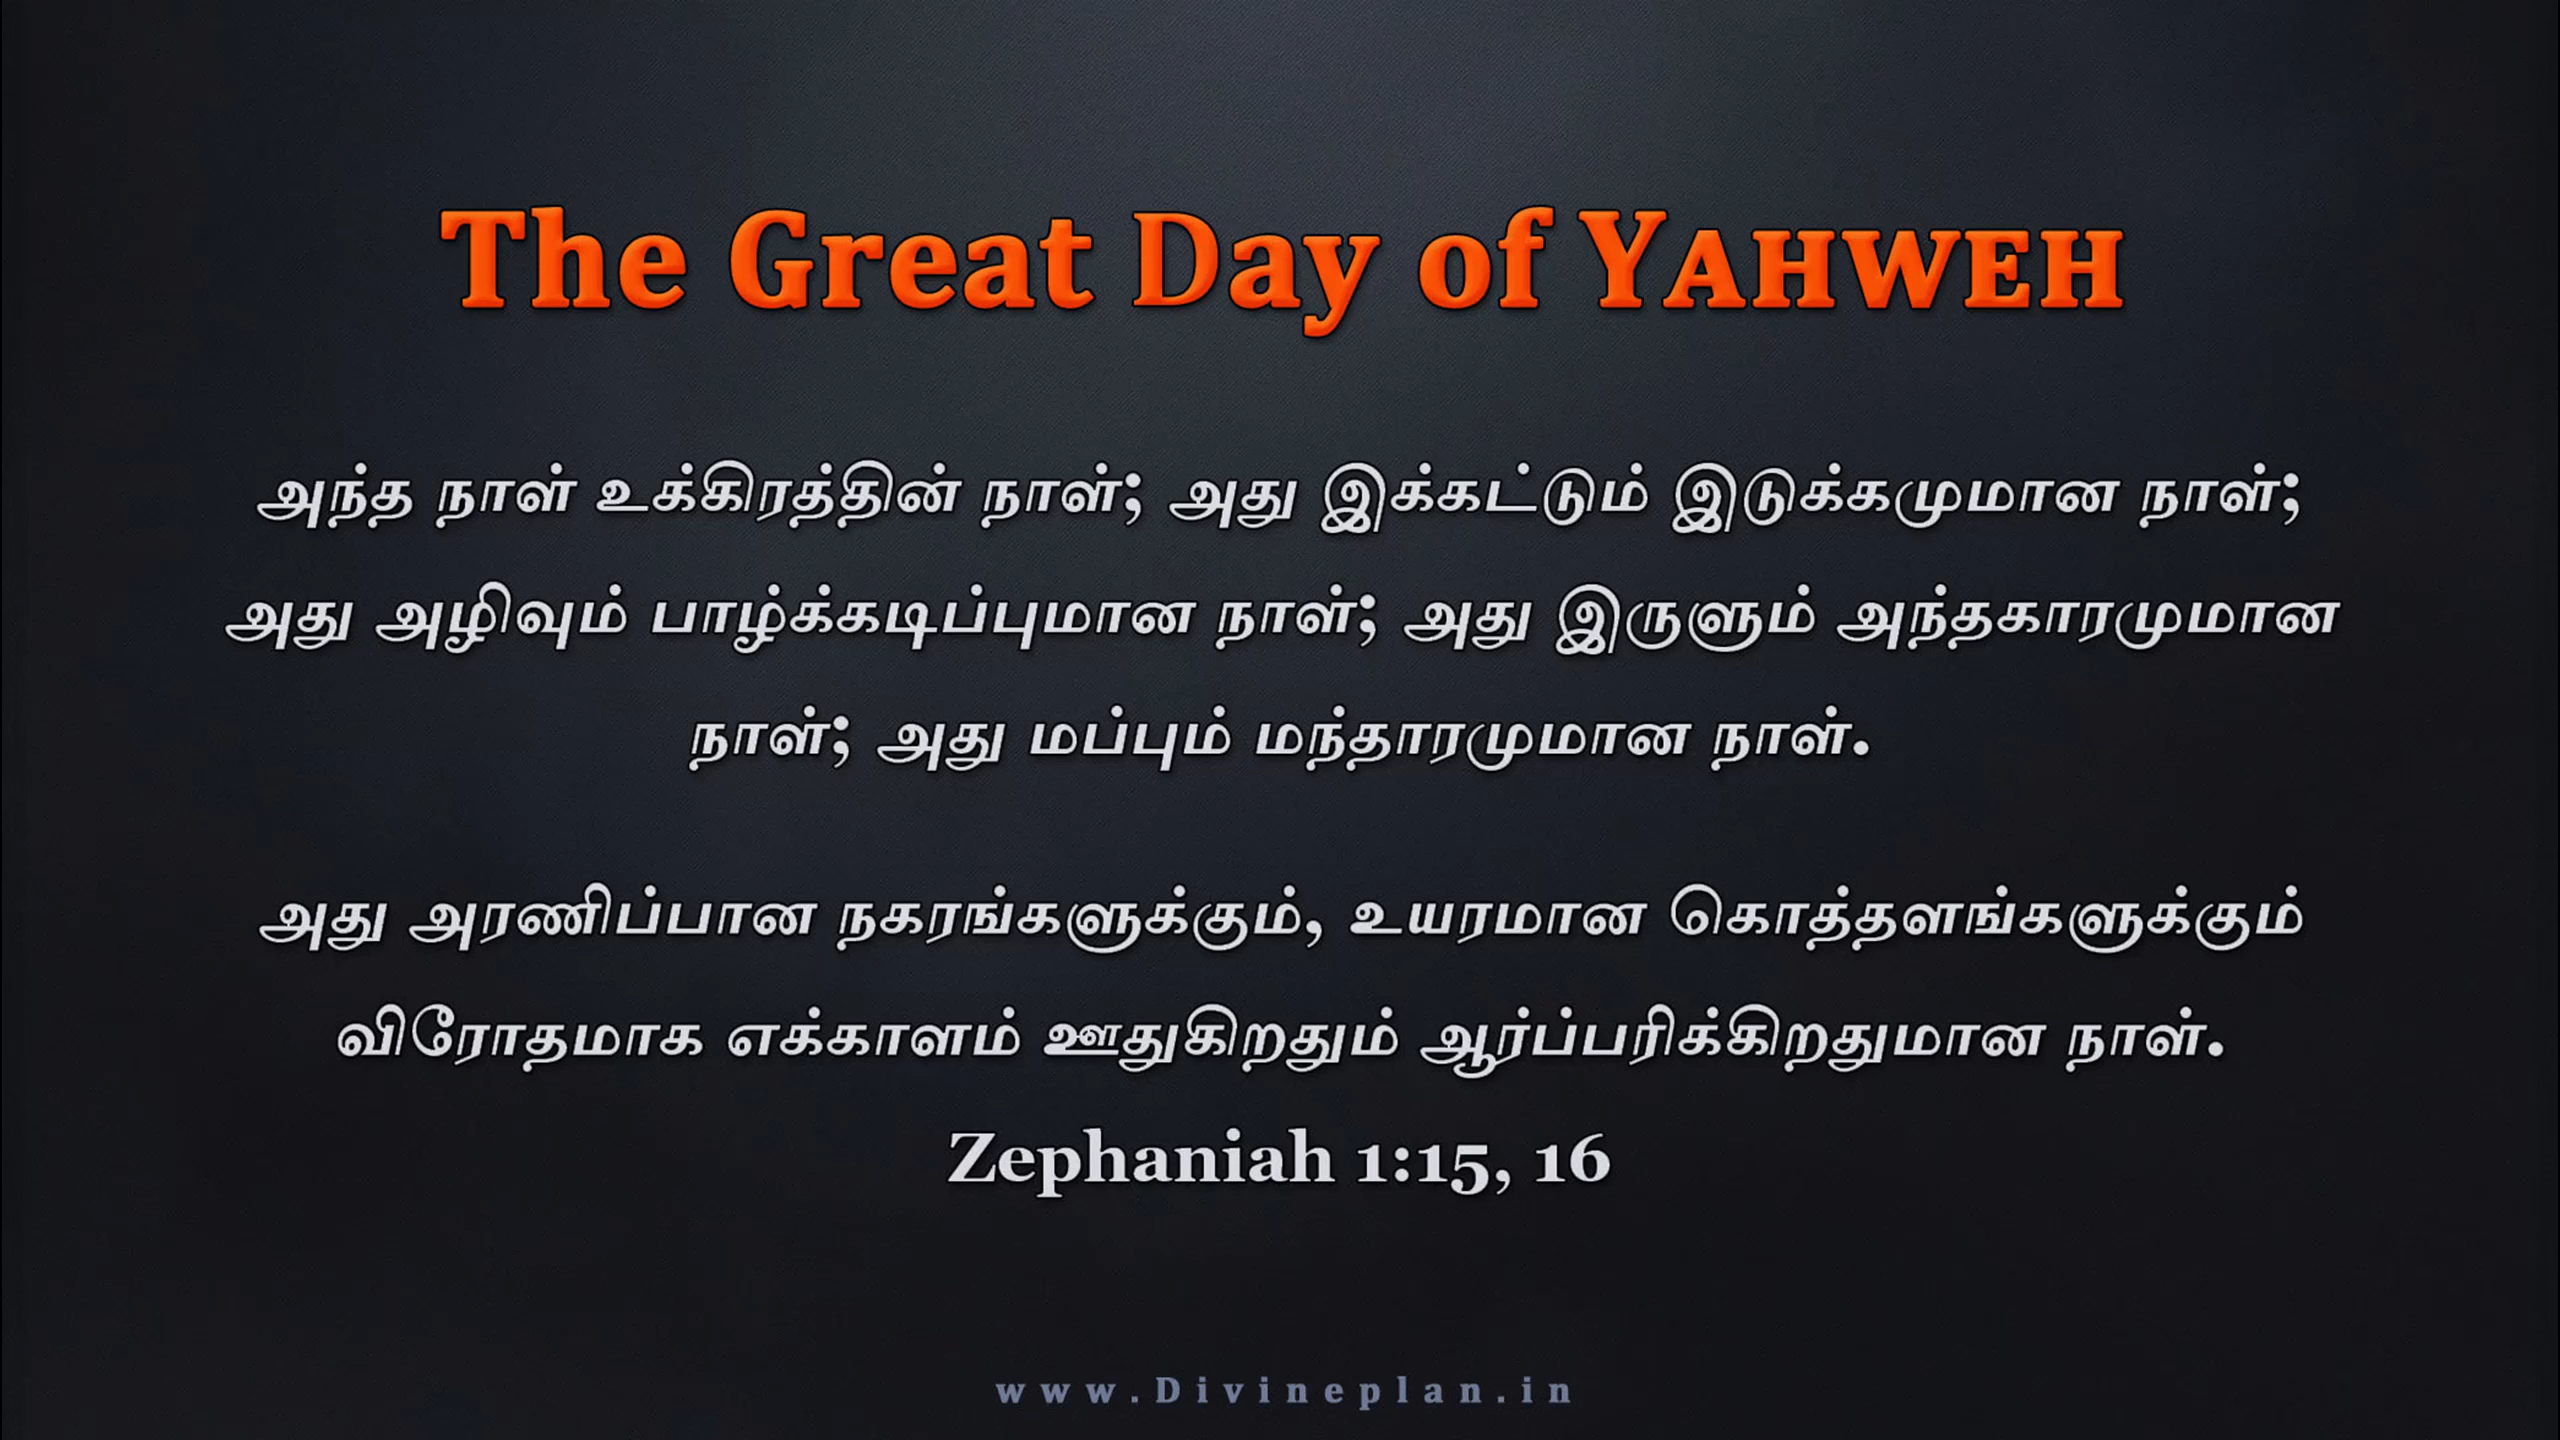 The Great Day of YAHWEH
அந்த நாள் உக்கிரத்தின் நாள்; அது இக்கட்டும் இடுக்கமுமான நாள்;
அது அழிவும் பாழ்க்கடிப்புமான நாள்; அது இருளும் அந்தகாரமுமான
நாள்; அது மப்பும் மந்தாரமுமான நாள்.
அது அரணிப்பான நகரங்களுக்கும், உயரமான கொத்தளங்களுக்கும்
விரோதமாக எக்காளம் ஊதுகிறதும் ஆர்ப்பரிக்கிறதுமான நாள்.
Zephaniah 1:15, 16
www.Divineplan.in